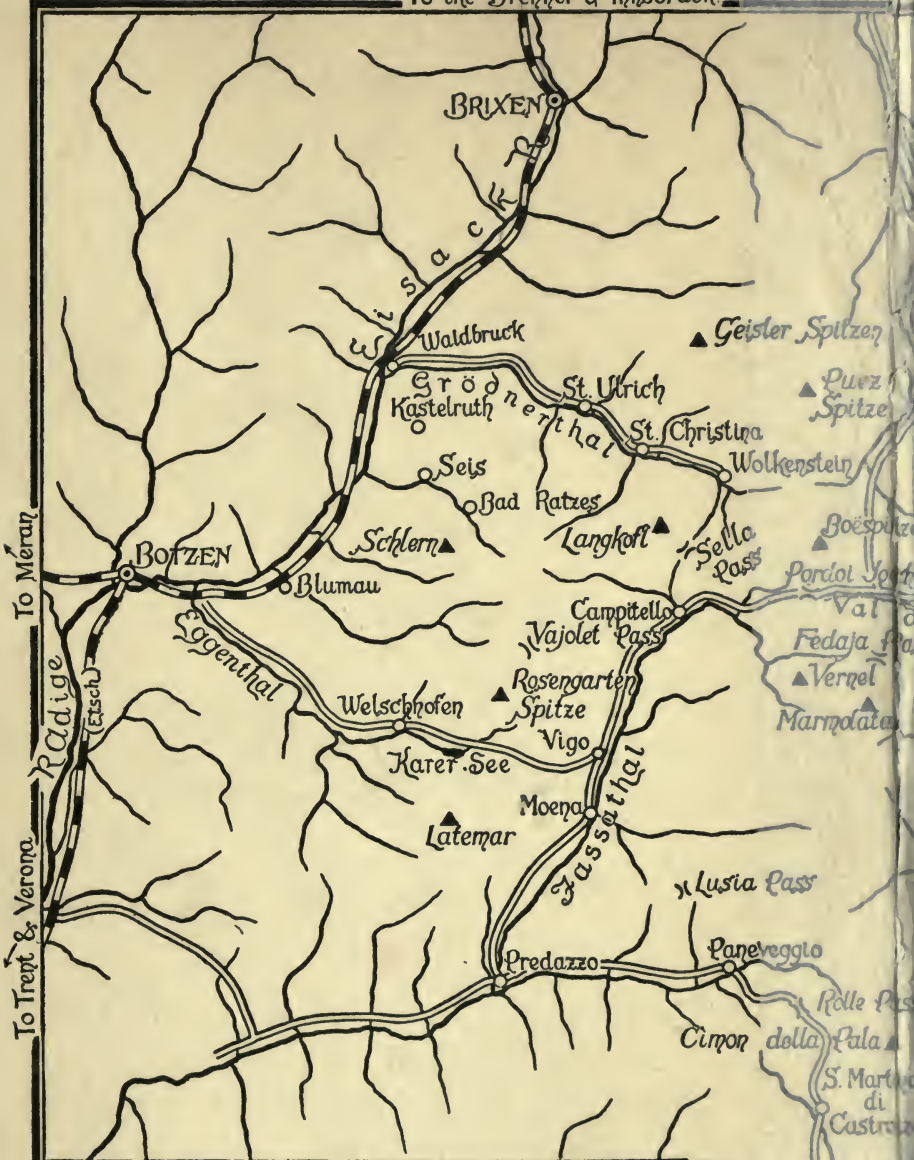 To the Brenner & Innsbruck
BRIXEN
Eisack R
Waldbruck
Geisler Spitzen
Grödnerthal
Kastelruth
St. Ulrich
Puez
Spitze
St. Christina
Wolkenstein
Seis
Bad Ratzes
Langkofl
Schlern
Sella
Pass
Boëspitze
To Meran
BOTZEN
Blumau
Pordoi Joch
Campitello
Val
Vajolet Pass
Fedaja
Eggenthal
Rosengarten
Spitze
Vernel
Marmolata
R Adige
(Etsch)
Welschhofen
Karer-See
Vigo
Moena
Latemar
Fassathal
To Trent & Verona
Lusia Pass
Predazzo
Paneveggio
Rolle
Cimon della Pala
S. Mart
di
Castro